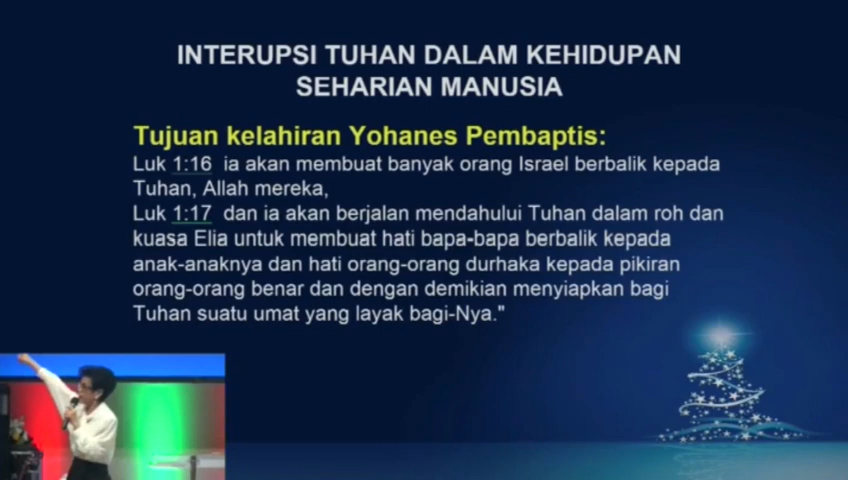 INTERUPSI TUHAN DALAM KEHIDUPAN
SEHARIAN MANUSIA
Tujuan kelahiran Yohanes Pembaptis:
Luk 1:16 ia akan membuat banyak orang Israel berbalik kepada
Tuhan, Allah mereka,
Luk 1:17 dan ia akan berjalan mendahului Tuhan dalam roh dan
kuasa Elia untuk membuat hati bapa-bapa berbalik kepada
anak-anaknya dan hati orang-orang durhaka kepada pikiran
orang-orang benar dan dengan demikian menyiapkan bagi
Tuhan suatu umat yang layak bagi-Nya."